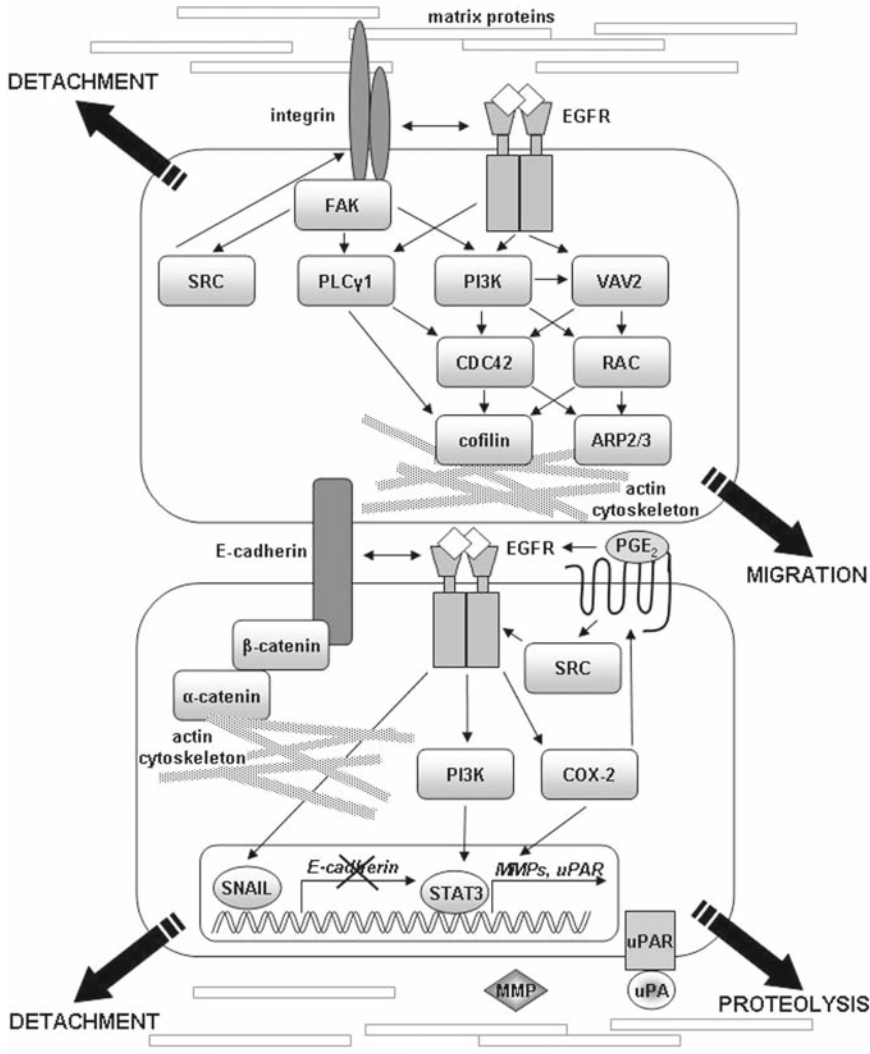 matrix proteins
DETACHMENT
integrin
EGFR
FAK
SRC
PLCγ1
PI3K
VAV2
CDC42
RAC
cofilin
ARP2/3
actin
cytoskeleton
MIGRATION
E-cadherin
EGFR
PGE2
β-catenin
SRC
α-catenin
actin
cytoskeleton
PI3K
COX-2
E-cadherin
MMPs, uPAR
SNAIL
STAT3
uPAR
MMP
uPA
DETACHMENT
PROTEOLYSIS